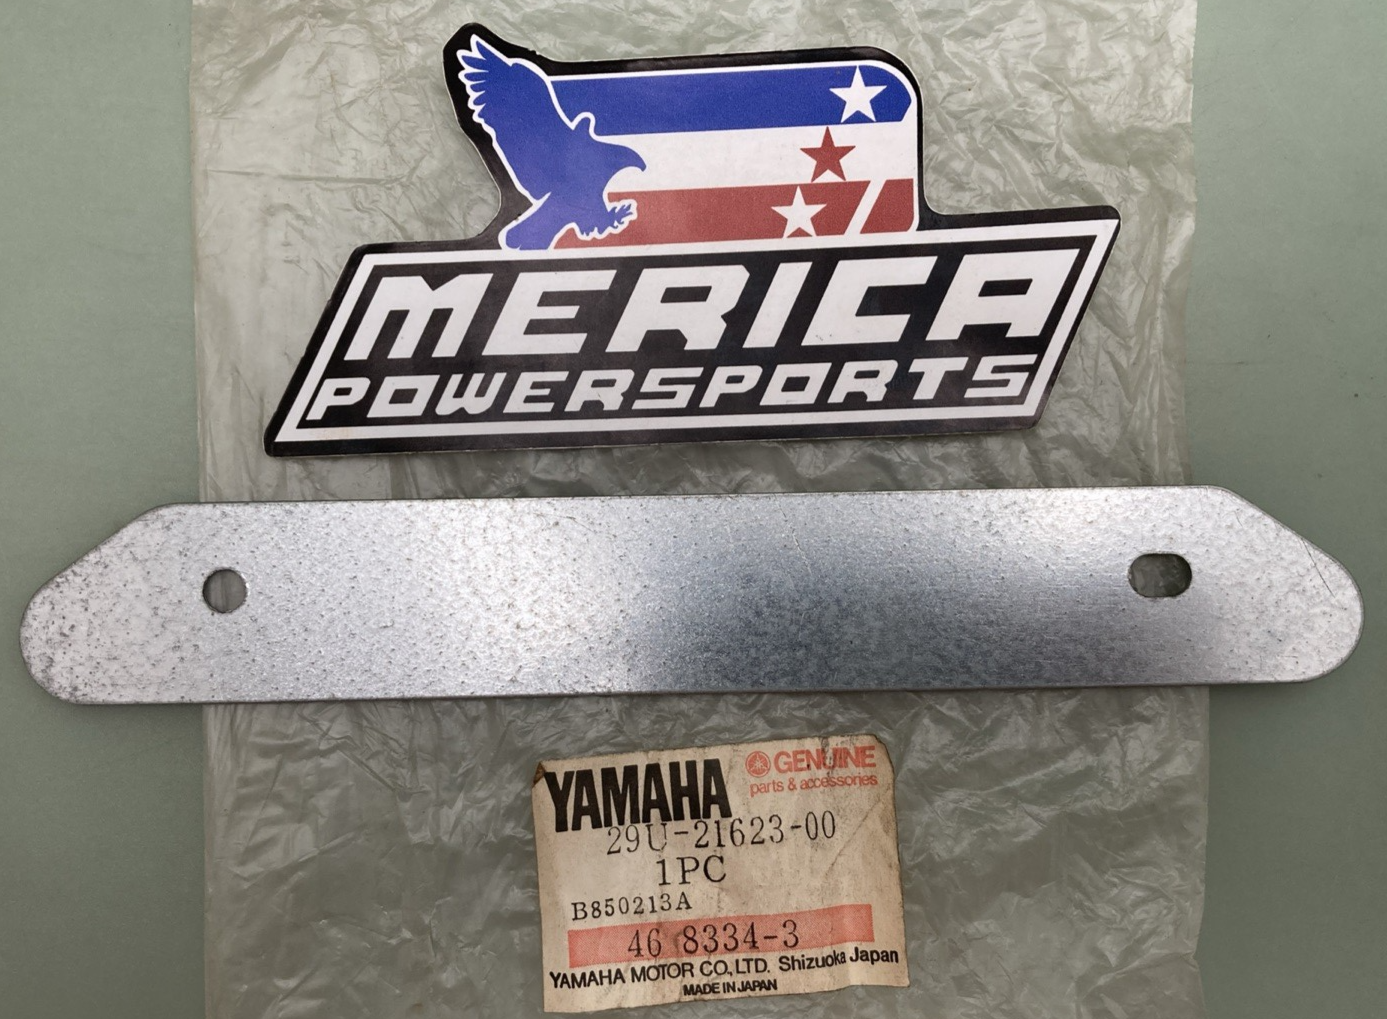 MERICA
POWERSPORTS
YAMAHA
GENUINE
parts & accessories
29U-21623-00
1PC
B850213A
46 8334-3
YAMAHA MOTOR CO., LTD. Shizuoka Japan
MADE IN JAPAN